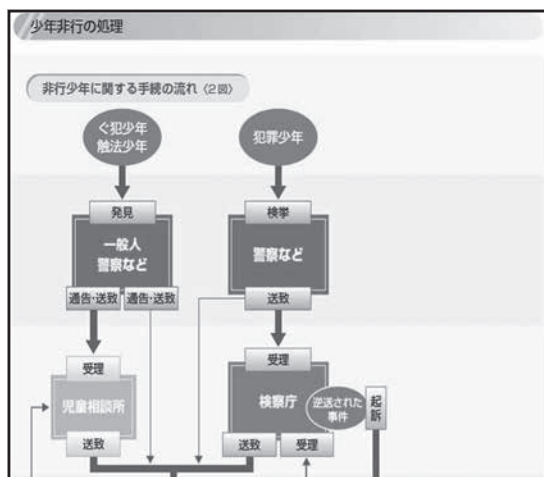 少年非行の処理
非行少年に関する手続の流れ〈2図〉
ぐ犯少年
触法少年
犯罪少年
発見
一般人
警察など
通告・送致
通告・送致
検挙
警察など
送致
受理
児童相談所
送致
受理
検察庁
逆送された
事件
起訴
送致
受理